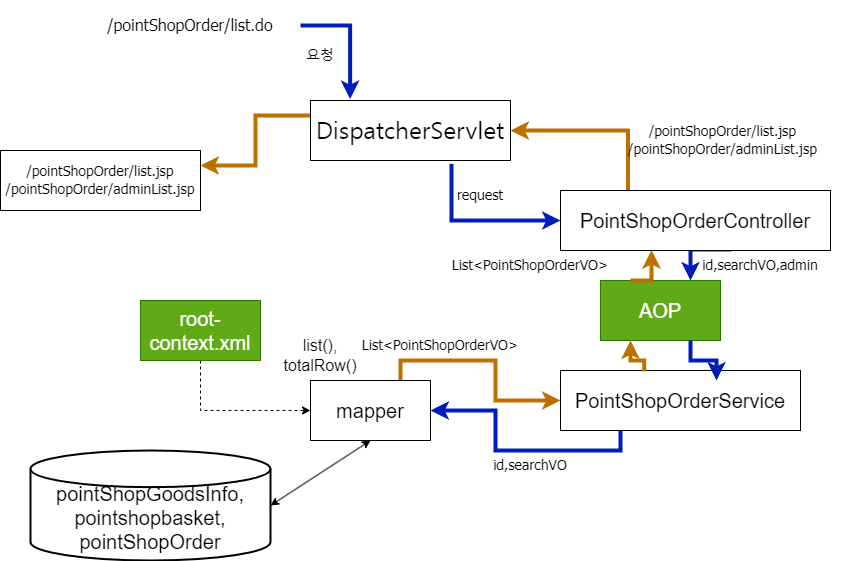 /pointShopOrder/list.do
요청
DispatcherServlet
/pointShopOrder/list.jsp
/pointShopOrder/adminList.jsp
/pointShopOrder/list.jsp
/pointShopOrder/adminList.jsp
request
PointShopOrderController
List<PointShopOrderVO>
id,searchVO,admin
AOP
root-
context.xml
list(),
totalRow()
List<PointShopOrderVO>
mapper
PointShopOrderService
id,searchVO
pointShopGoodsInfo,
pointshopbasket,
pointShopOrder